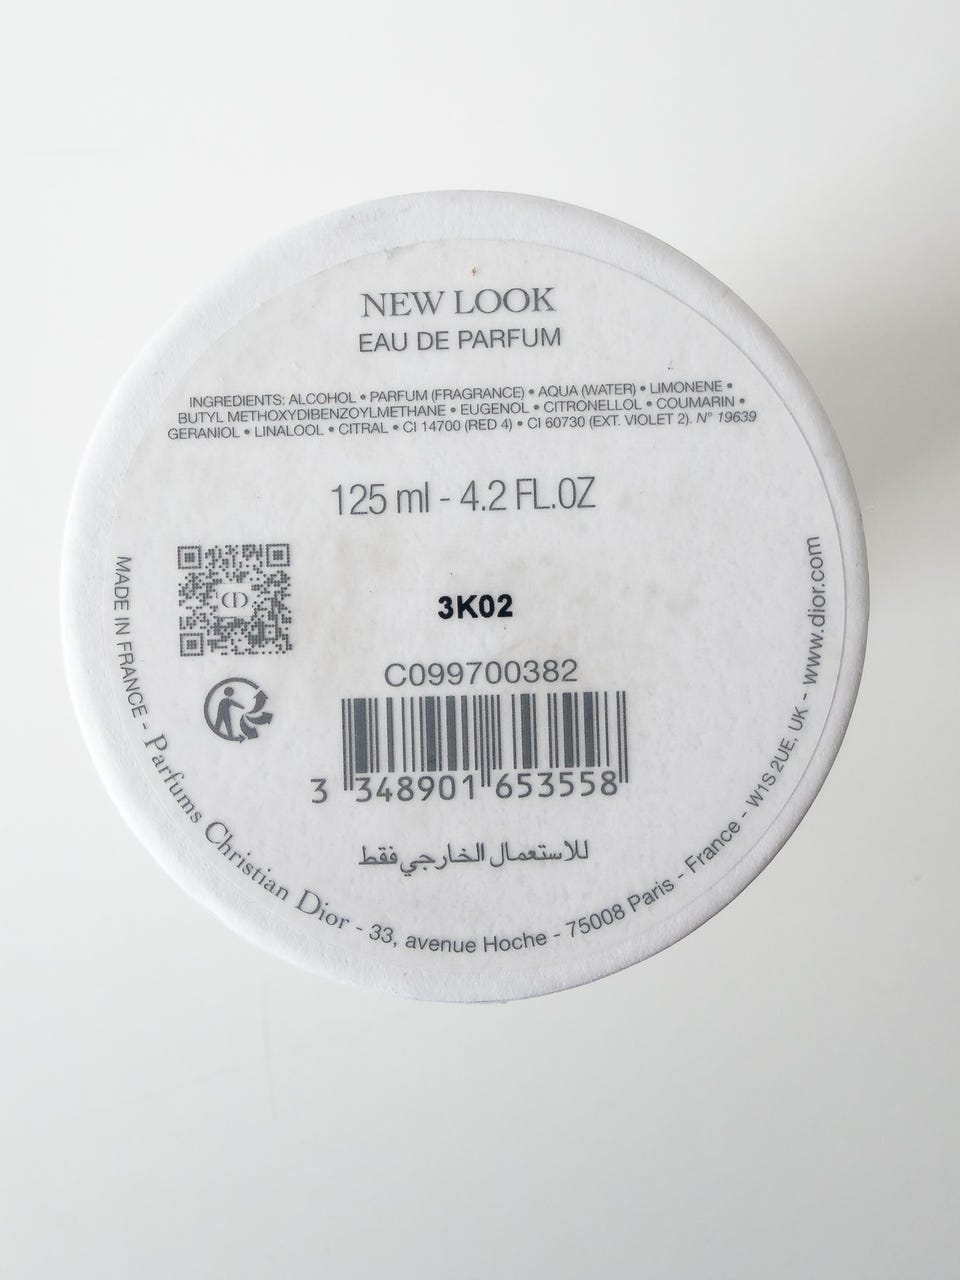 NEW LOOK
EAU DE PARFUM
INGREDIENTS: ALCOHOL • PARFUM (FRAGRANCE) • AQUA (WATER) • LIMONENE •
BUTYL METHOXYDIBENZOYLMETHANE • EUGENOL • CITRONELLOL • COUMARIN •
GERANIOL • LINALOOL • CITRAL • CI 14700 (RED 4) • CI 60730 (EXT. VIOLET 2). N° 19639
125 ml - 4.2 FL.OZ
3K02
C099700382
3 348901 653558
للاستعمال الخارجي فقط
MADE IN FRANCE - Parfums Christian Dior - 33, avenue Hoche - 75008 Paris - France - W1S 2UE, UK - www.dior.com